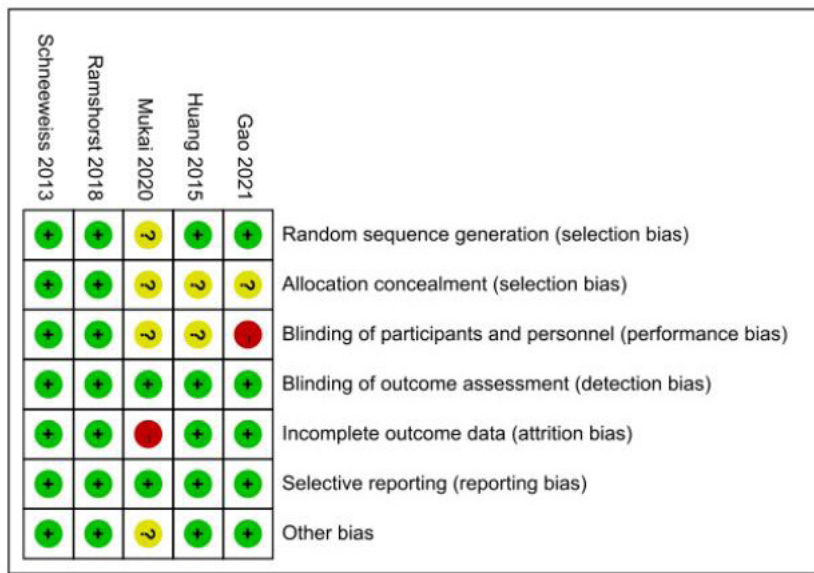 Schneeweiss 2013
Ramshorst 2018
Mukai 2020
Huang 2015
Gao 2021
+ + ? + + Random sequence generation (selection bias)
+ + ? ? ? Allocation concealment (selection bias)
+ + ? ? - Blinding of participants and personnel (performance bias)
+ + + + + Blinding of outcome assessment (detection bias)
+ + - + + Incomplete outcome data (attrition bias)
+ + + + + Selective reporting (reporting bias)
+ + ? + + Other bias